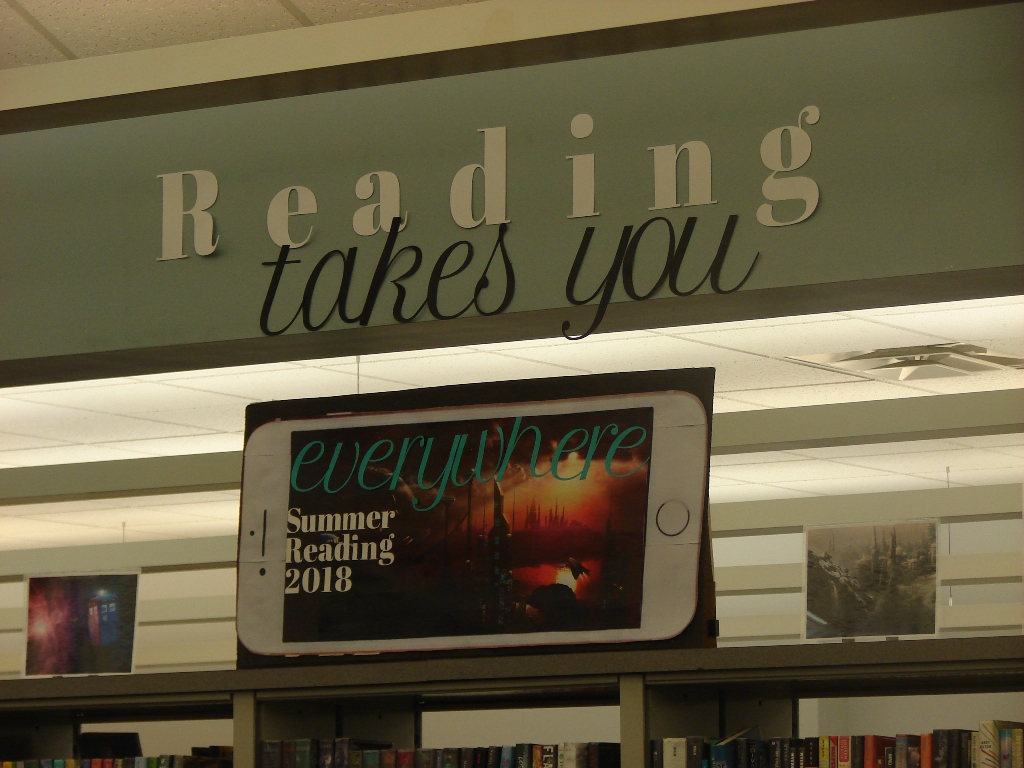 Reading
takes you
everywhere
Summer
Reading
2018